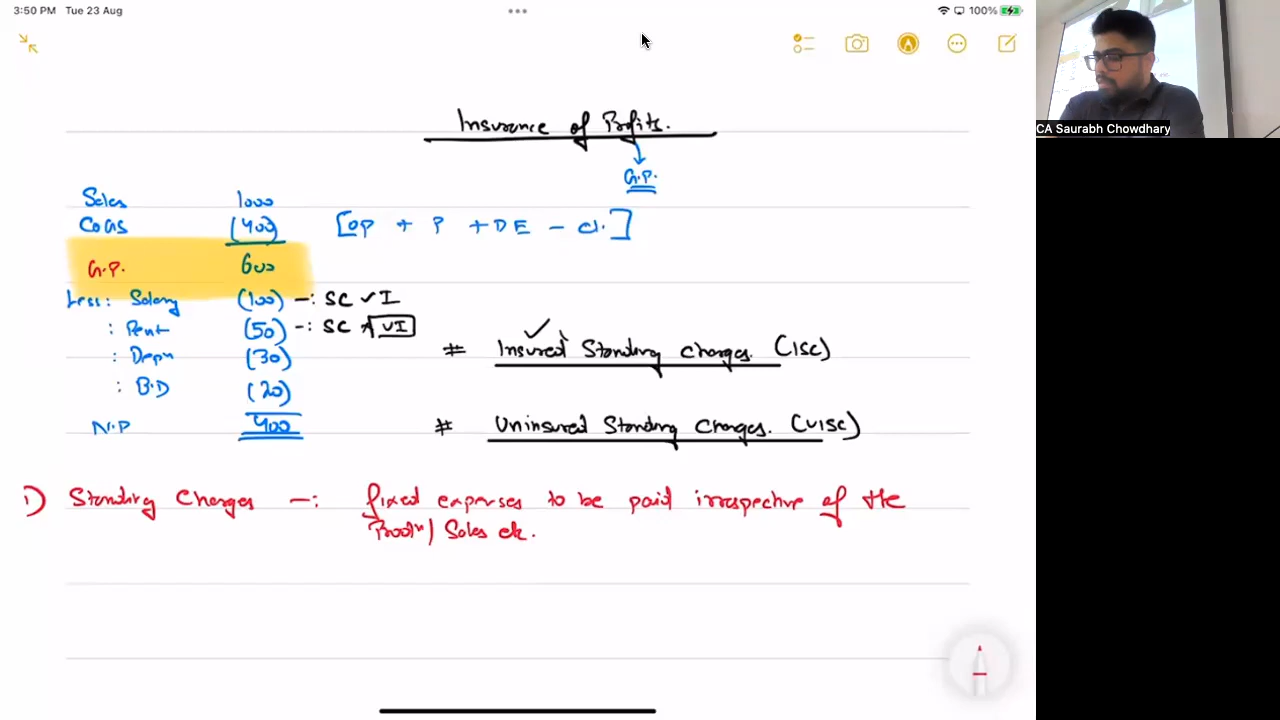 3:50 PM Tue 23 Aug
100%
Insurance of Profits.
G.P.
Sales 1000
COGS (400) [OP + P + DE - Cl.]
G.P. 600
Less: Salary (100) -: SC ✓ I
: Rent (50) -: SC UI
: Depn (30)
: B.D (20)
N.P 400
# Insured Standing Charges. (ISC)
# Uninsured Standing Charges. (UISC)
1) Standing Charges -: fixed expenses to be paid irrespective of the
Prodn / Sales etc.
CA Saurabh Chowdhary